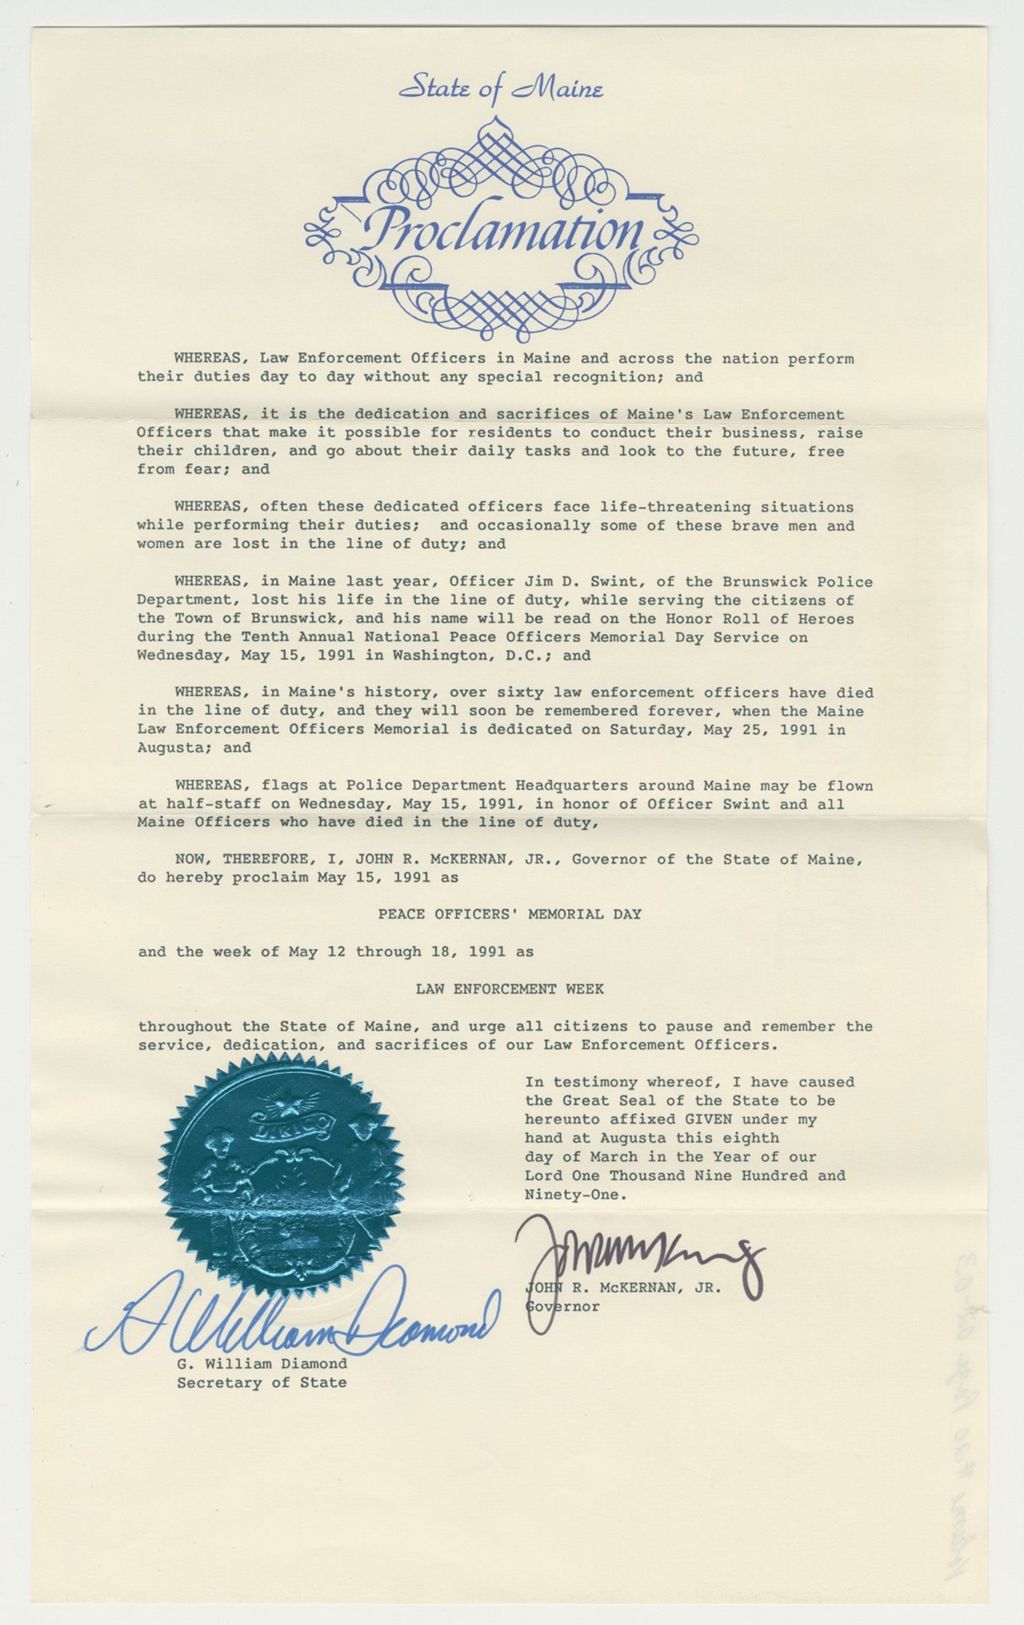 State of Maine
Proclamation
WHEREAS, Law Enforcement Officers in Maine and across the nation perform
their duties day to day without any special recognition; and
WHEREAS, it is the dedication and sacrifices of Maine's Law Enforcement
Officers that make it possible for residents to conduct their business, raise
their children, and go about their daily tasks and look to the future, free
from fear; and
WHEREAS, often these dedicated officers face life-threatening situations
while performing their duties;  and occasionally some of these brave men and
women are lost in the line of duty; and
WHEREAS, in Maine last year, Officer Jim D. Swint, of the Brunswick Police
Department, lost his life in the line of duty, while serving the citizens of
the Town of Brunswick, and his name will be read on the Honor Roll of Heroes
during the Tenth Annual National Peace Officers Memorial Day Service on
Wednesday, May 15, 1991 in Washington, D.C.; and
WHEREAS, in Maine's history, over sixty law enforcement officers have died
in the line of duty, and they will soon be remembered forever, when the Maine
Law Enforcement Officers Memorial is dedicated on Saturday, May 25, 1991 in
Augusta; and
WHEREAS, flags at Police Department Headquarters around Maine may be flown
at half-staff on Wednesday, May 15, 1991, in honor of Officer Swint and all
Maine Officers who have died in the line of duty,
NOW, THEREFORE, I, JOHN R. McKERNAN, JR., Governor of the State of Maine,
do hereby proclaim May 15, 1991 as
PEACE OFFICERS' MEMORIAL DAY
and the week of May 12 through 18, 1991 as
LAW ENFORCEMENT WEEK
throughout the State of Maine, and urge all citizens to pause and remember the
service, dedication, and sacrifices of our Law Enforcement Officers.
In testimony whereof, I have caused
the Great Seal of the State to be
hereunto affixed GIVEN under my
hand at Augusta this eighth
day of March in the Year of our
Lord One Thousand Nine Hundred and
Ninety-One.
JOHN R. McKERNAN, JR.
Governor
G William Diamond
G. William Diamond
Secretary of State